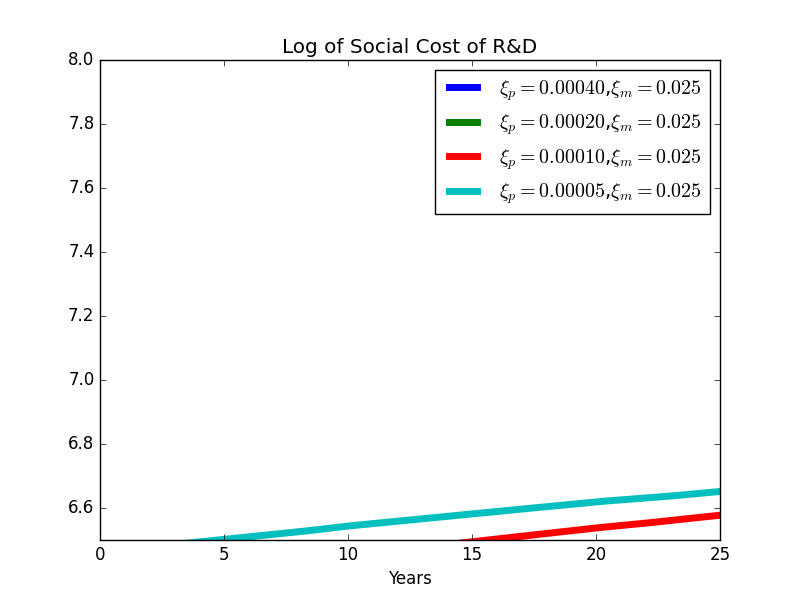 Log of Social Cost of R&D
8.0
7.8
7.6
7.4
7.2
7.0
6.8
6.6
ξp = 0.00040,ξm = 0.025
ξp = 0.00020,ξm = 0.025
ξp = 0.00010,ξm = 0.025
ξp = 0.00005,ξm = 0.025
0 5 10 15 20 25
Years